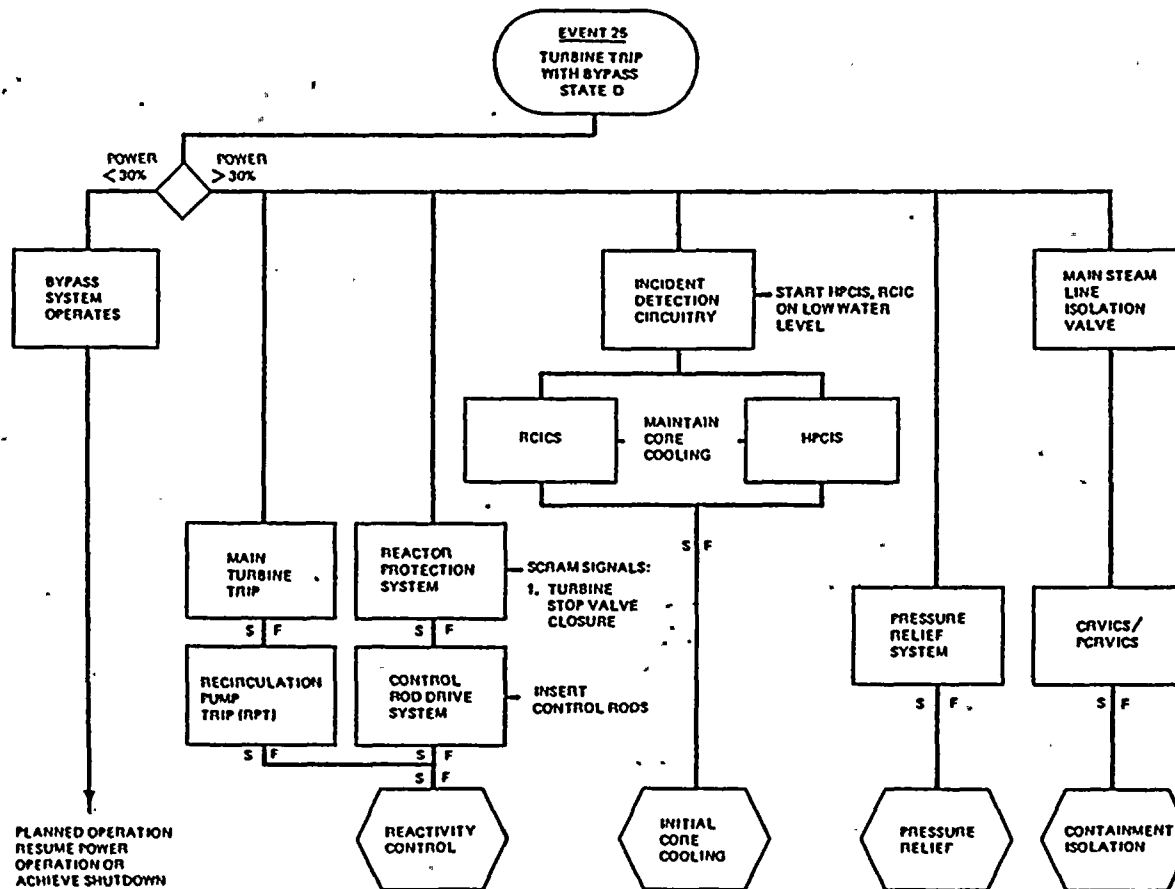 EVENT 25
TURBINE TRIP
WITH BYPASS
STATE D
POWER
< 30%
POWER
> 30%
BYPASS
SYSTEM
OPERATES
INCIDENT
DETECTION
CIRCUITRY
START HPCIS, RCIC
ON LOW WATER
LEVEL
MAIN STEAM
LINE
ISOLATION
VALVE
RCICS
MAINTAIN
CORE
COOLING
HPCIS
MAIN
TURBINE
TRIP
REACTOR
PROTECTION
SYSTEM
SCRAM SIGNALS:
1. TURBINE
STOP VALVE
CLOSURE
S F
PRESSURE
RELIEF
SYSTEM
CRVICS/
PCRVICS
S F
S F
RECIRCULATION
PUMP
TRIP (RPT)
CONTROL
ROD DRIVE
SYSTEM
INSERT
CONTROL RODS
S F
S F
S F
S F
S F
PLANNED OPERATION
RESUME POWER
OPERATION OR
ACHIEVE SHUTDOWN
REACTIVITY
CONTROL
INITIAL
CORE
COOLING
PRESSURE
RELIEF
CONTAINMENT
ISOLATION